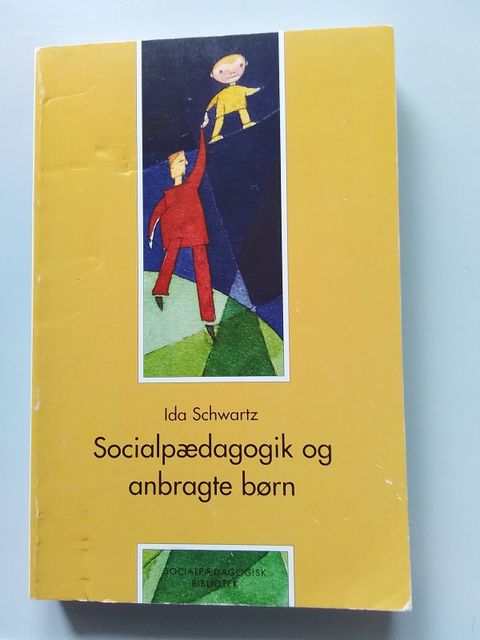 Ida Schwartz
Socialpædagogik og
anbragte børn
SOCIALPÆDAGOGISK
BIBLIOTEK